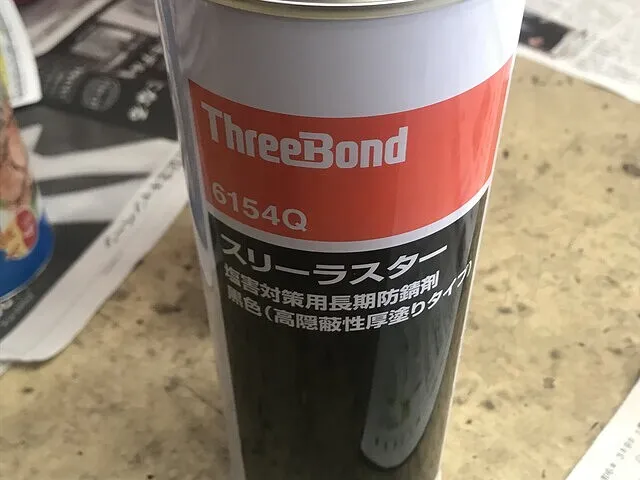 ThreeBond
6154Q
スリーラスター
塩害対策用長期防錆剤
黒色(高隠蔽性厚塗りタイプ)